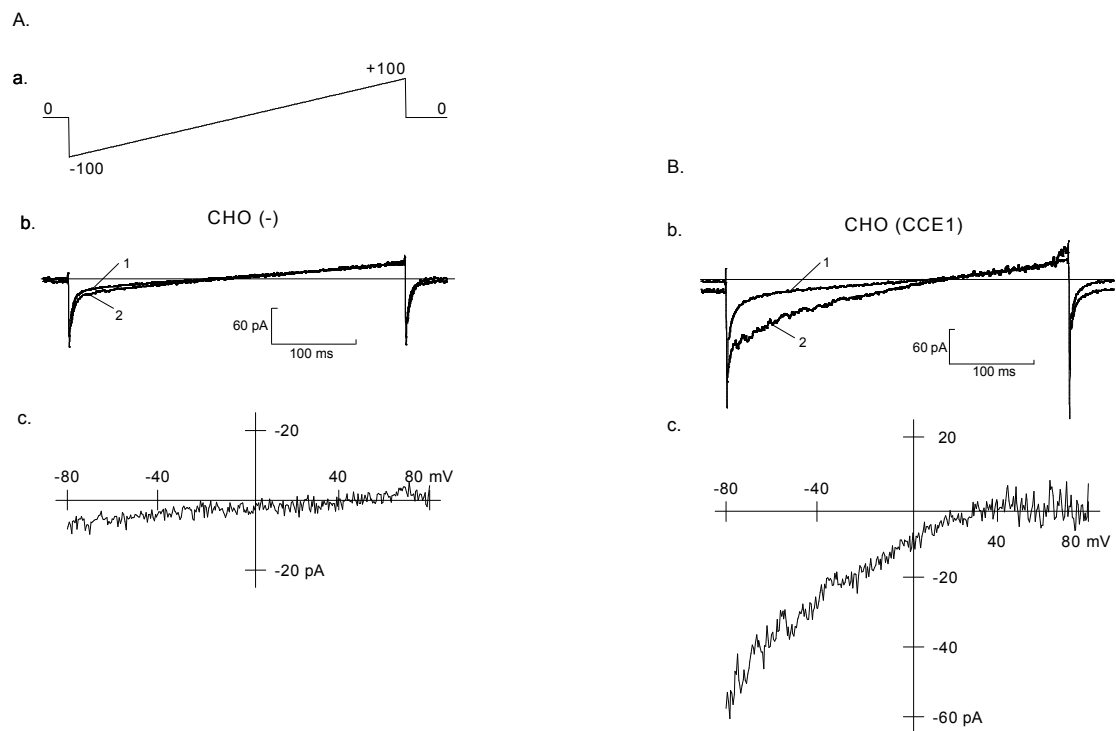 A.
a.
+100
0
0
-100
b.
CHO (-)
1
2
60 pA
100 ms
c.
-20
-80
-40
40
80 mV
-20 pA
B.
b.
CHO (CCE1)
1
2
60 pA
100 ms
c.
20
-80
-40
40
80 mV
-20
-40
-60 pA